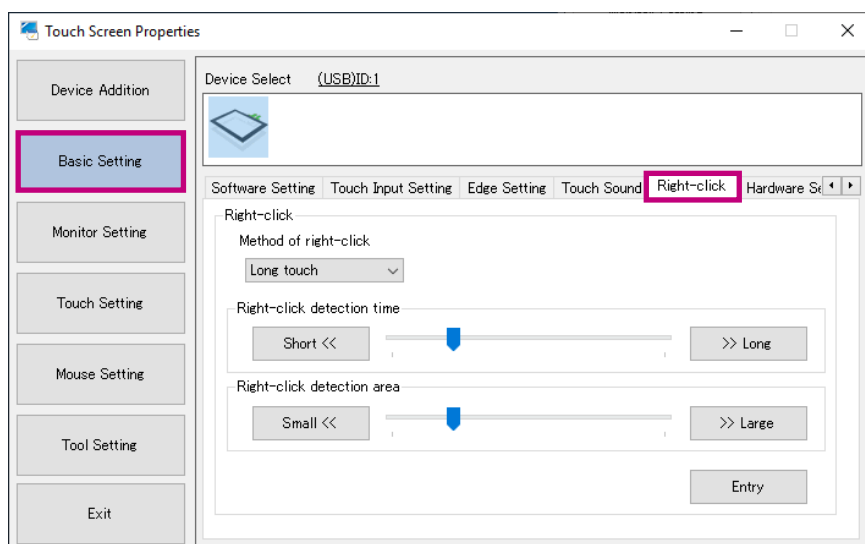 Touch Screen Properties
Device Addition
Basic Setting
Monitor Setting
Touch Setting
Mouse Setting
Tool Setting
Exit
Device Select (USB)ID:1
Software Setting Touch Input Setting Edge Setting Touch Sound Right-click Hardware Se
Right-click
Method of right-click
Long touch
Right-click detection time
Short << >> Long
Right-click detection area
Small << >> Large
Entry